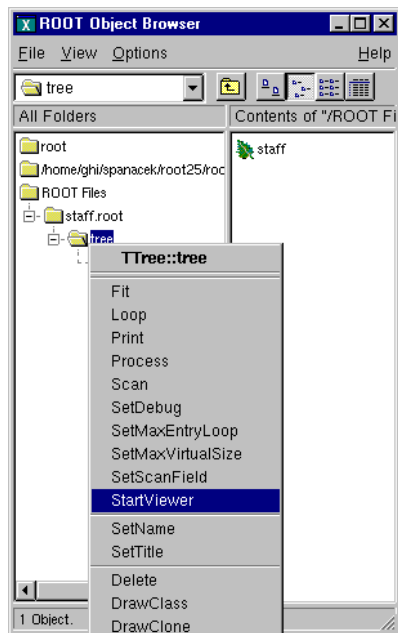 X ROOT Object Browser
File View Options Help
tree
All Folders
Contents of "/ROOT Fi
root
/home/ghi/spanacek/root25/roc
ROOT Files
staff.root
tree
staff
TTree::tree
Fit
Loop
Print
Process
Scan
SetDebug
SetMaxEntryLoop
SetMaxVirtualSize
SetScanField
StartViewer
SetName
SetTitle
Delete
DrawClass
DrawClone
1 Object.